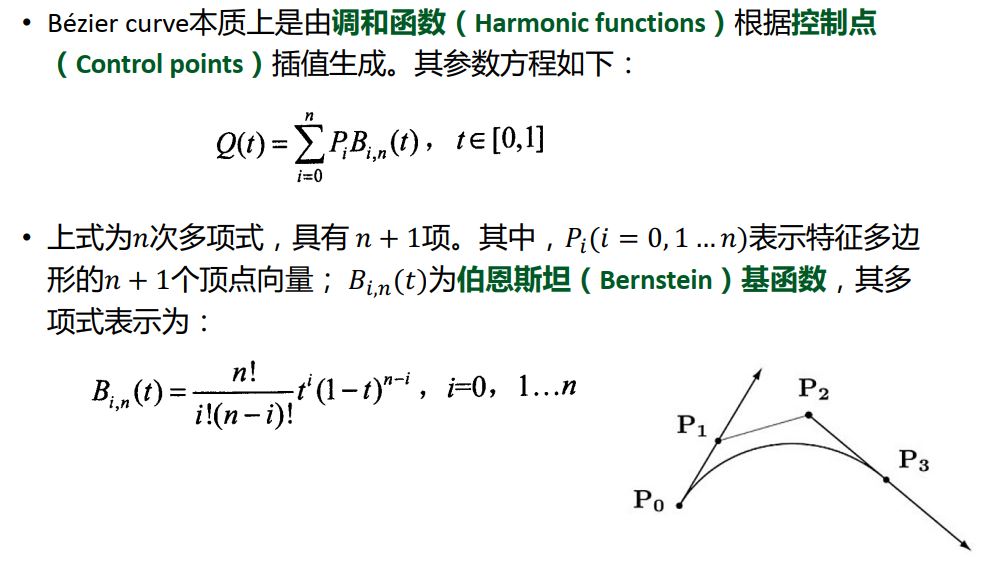 • Bézier curve本质上是由调和函数（Harmonic functions）根据控制点
（Control points）插值生成。其参数方程如下：
Q(t) = ∑_{i=0}^{n} P_i B_{i,n}(t)，t∈[0,1]
• 上式为n次多项式，具有 n + 1项。其中，P_i(i = 0, 1 … n)表示特征多边
形的n + 1个顶点向量；B_{i,n}(t)为伯恩斯坦（Bernstein）基函数，其多
项式表示为：
B_{i,n}(t) = \frac{n!}{i!(n-i)!} t^i (1-t)^{n-i}，i=0，1…n
P_2
P_1
P_3
P_0